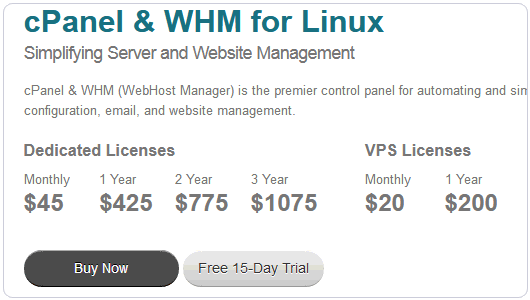 cPanel & WHM for Linux
Simplifying Server and Website Management
cPanel & WHM (WebHost Manager) is the premier control panel for automating and sim
configuration, email, and website management.
Dedicated Licenses
Monthly 1 Year 2 Year 3 Year
$45 $425 $775 $1075
VPS Licenses
Monthly 1 Year
$20 $200
Buy Now
Free 15-Day Trial